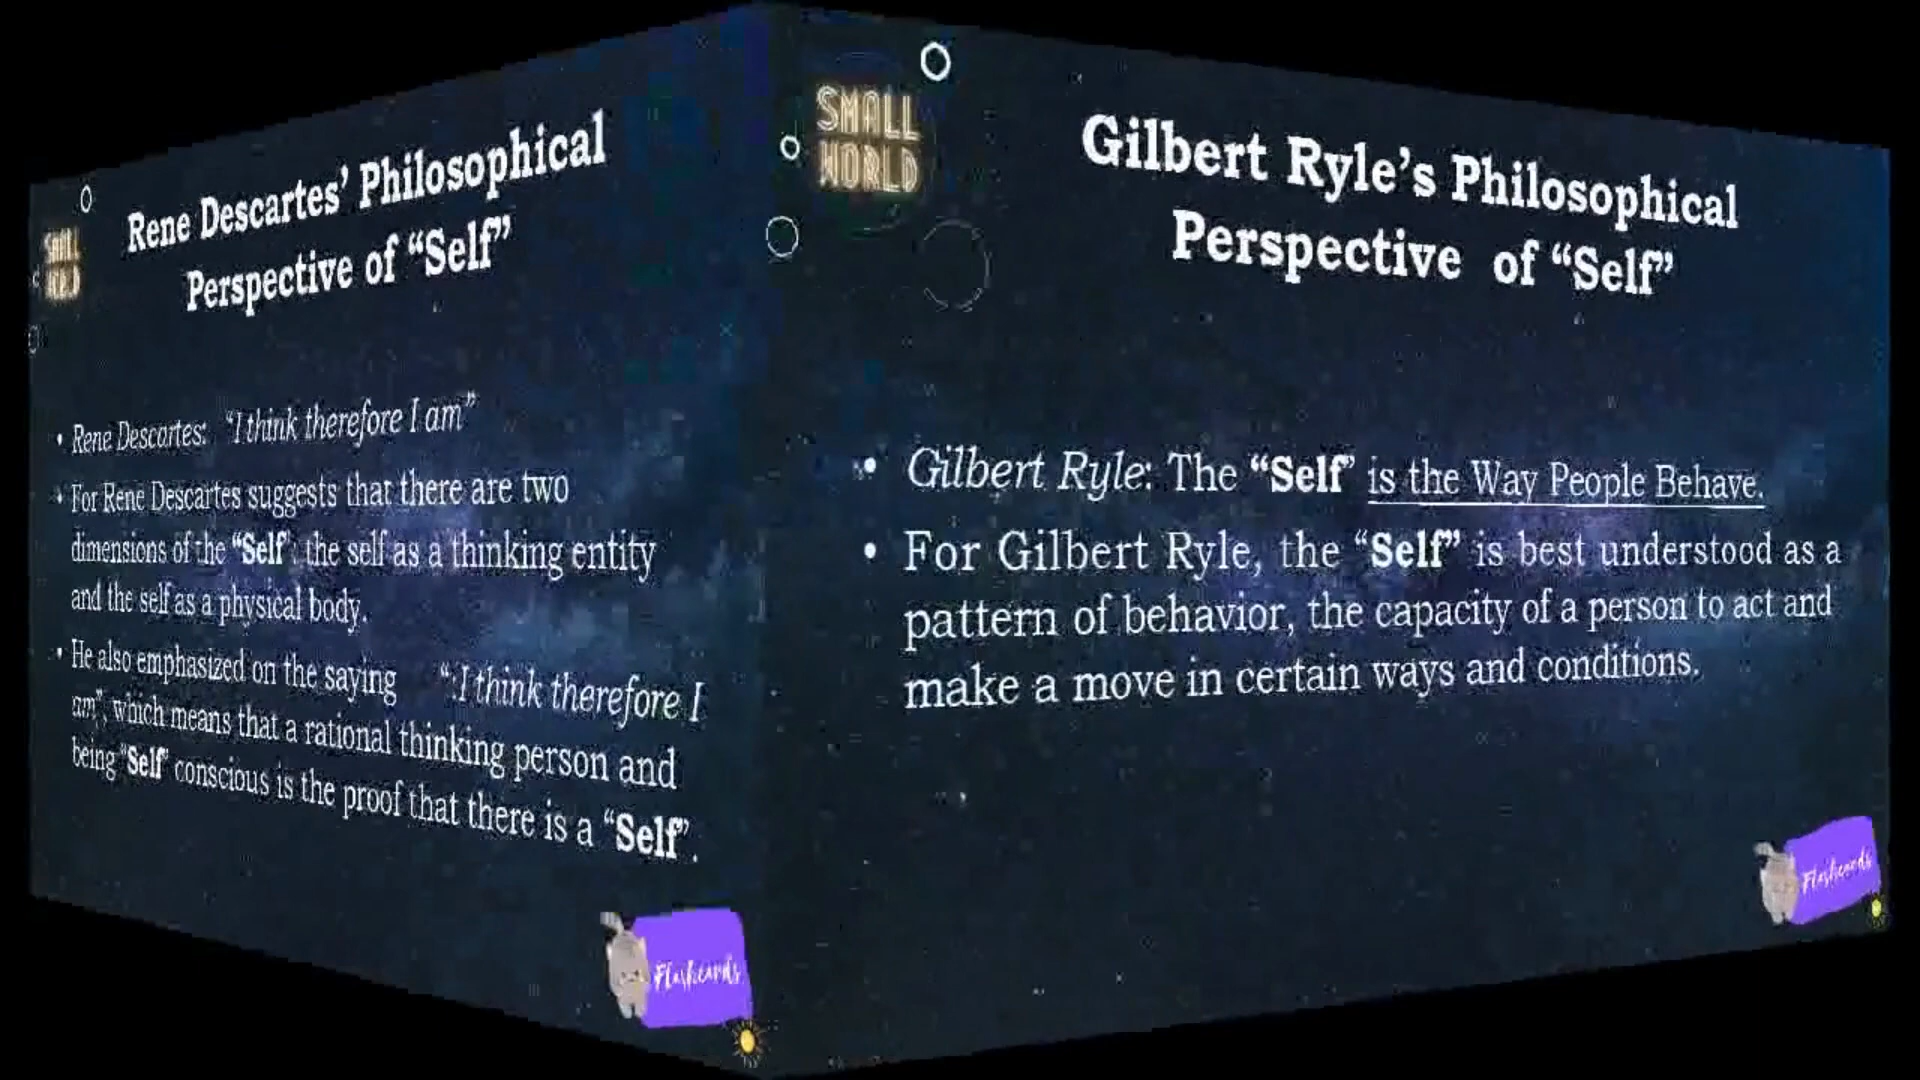 SMALL
WORLD
Rene Descartes' Philosophical
Perspective of “Self”
• Rene Descartes: “I think therefore I am”
• For Rene Descartes suggests that there are two
dimensions of the “Self”: the self as a thinking entity
and the self as a physical body.
• He also emphasized on the saying “:I think therefore I
am”, which means that a rational thinking person and
being “Self” conscious is the proof that there is a “Self”.
Flashcards
SMALL
WORLD
Gilbert Ryle’s Philosophical
Perspective of “Self”
• Gilbert Ryle: The “Self” is the Way People Behave.
• For Gilbert Ryle, the “Self” is best understood as a
pattern of behavior, the capacity of a person to act and
make a move in certain ways and conditions.
Flashcards